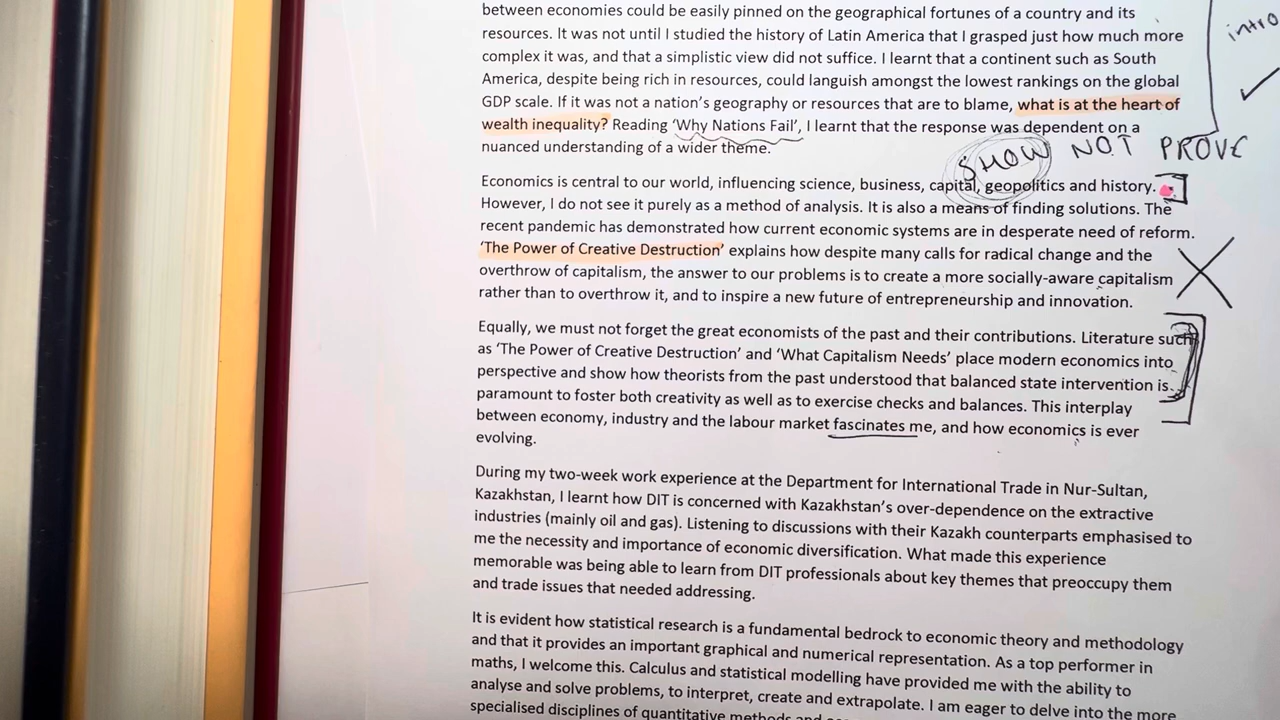 between economies could be easily pinned on the geographical fortunes of a country and its
intro
resources. It was not until I studied the history of Latin America that I grasped just how much more
complex it was, and that a simplistic view did not suffice. I learnt that a continent such as South
America, despite being rich in resources, could languish amongst the lowest rankings on the global
GDP scale. If it was not a nation's geography or resources that are to blame, what is at the heart of
wealth inequality? Reading 'Why Nations Fail', I learnt that the response was dependent on a
nuanced understanding of a wider theme.
SHOW NOT PROVE
Economics is central to our world, influencing science, business, capital, geopolitics and history.
However, I do not see it purely as a method of analysis. It is also a means of finding solutions. The
recent pandemic has demonstrated how current economic systems are in desperate need of reform.
'The Power of Creative Destruction' explains how despite many calls for radical change and the
overthrow of capitalism, the answer to our problems is to create a more socially-aware capitalism
rather than to overthrow it, and to inspire a new future of entrepreneurship and innovation.
Equally, we must not forget the great economists of the past and their contributions. Literature such
as 'The Power of Creative Destruction' and 'What Capitalism Needs' place modern economics into
perspective and show how theorists from the past understood that balanced state intervention is
paramount to foster both creativity as well as to exercise checks and balances. This interplay
between economy, industry and the labour market fascinates me, and how economics is ever
evolving.
During my two-week work experience at the Department for International Trade in Nur-Sultan,
Kazakhstan, I learnt how DIT is concerned with Kazakhstan's over-dependence on the extractive
industries (mainly oil and gas). Listening to discussions with their Kazakh counterparts emphasised to
me the necessity and importance of economic diversification. What made this experience
memorable was being able to learn from DIT professionals about key themes that preoccupy them
and trade issues that needed addressing.
It is evident how statistical research is a fundamental bedrock to economic theory and methodology
and that it provides an important graphical and numerical representation. As a top performer in
maths, I welcome this. Calculus and statistical modelling have provided me with the ability to
analyse and solve problems, to interpret, create and extrapolate. I am eager to delve into the more
specialised disciplines of quantitative methods and